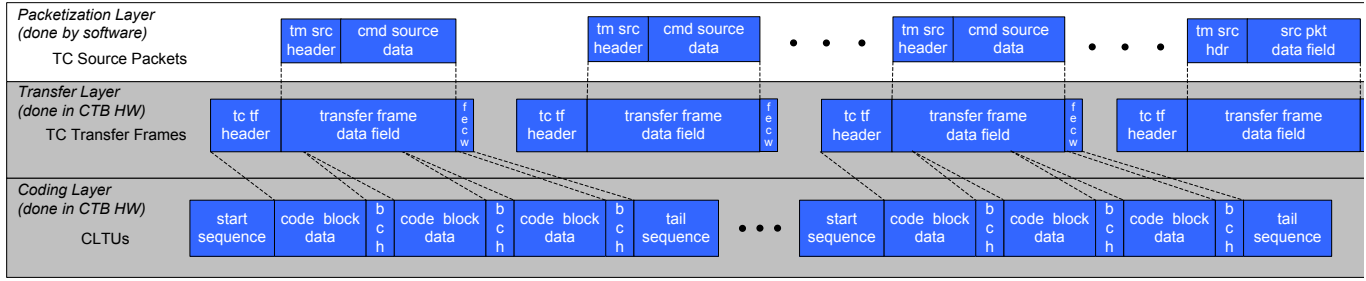 Packetization Layer
(done by software)
TC Source Packets
tm src
header
cmd source
data
tm src
header
cmd source
data
tm src
header
cmd source
data
tm src
hdr
src pkt
data field
Transfer Layer
(done in CTB HW)
TC Transfer Frames
tc tf
header
transfer frame
data field
f
e
c
w
tc tf
header
transfer frame
data field
f
e
c
w
tc tf
header
transfer frame
data field
f
e
c
w
tc tf
header
transfer frame
data field
Coding Layer
(done in CTB HW)
CLTUs
start
sequence
code block
data
b
c
h
code block
data
b
c
h
code block
data
b
c
h
tail
sequence
start
sequence
code block
data
b
c
h
code block
data
b
c
h
code block
data
b
c
h
tail
sequence